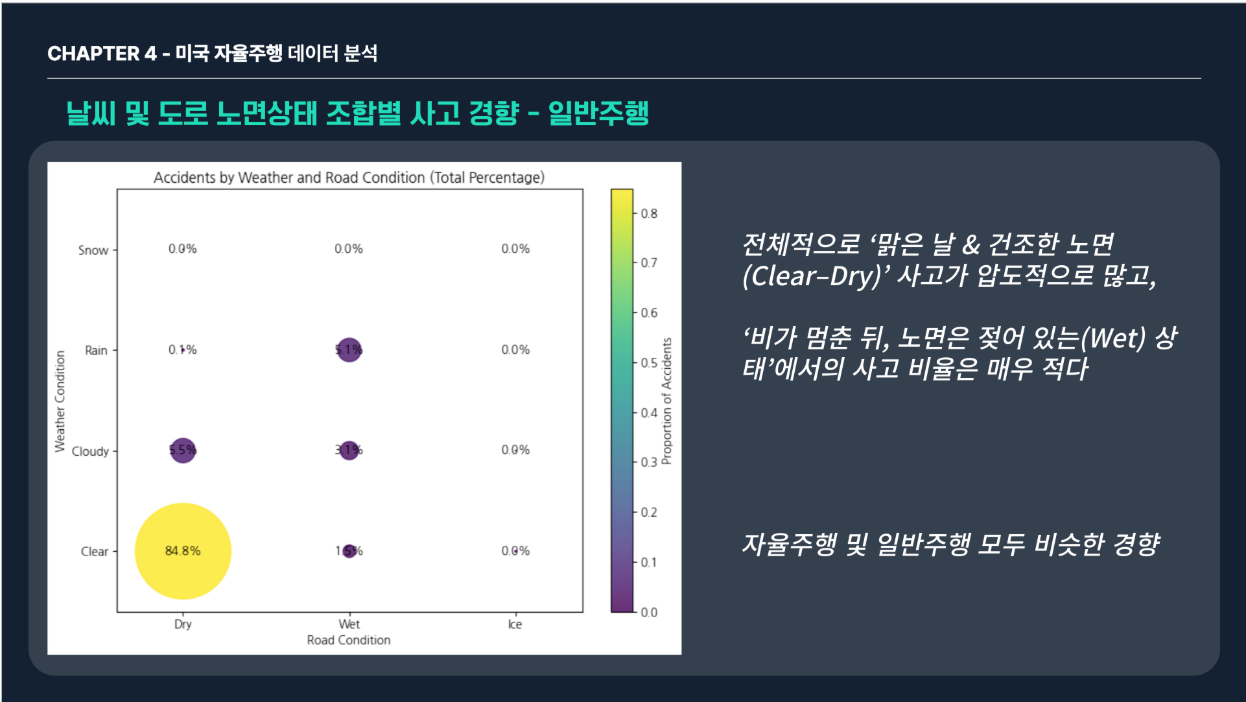 CHAPTER 4 - 미국 자율주행 데이터 분석
날씨 및 도로 노면상태 조합별 사고 경향 - 일반주행
Accidents by Weather and Road Condition (Total Percentage)
Weather Condition
Snow 0.0% 0.0% 0.0%
Rain 0.1% 5.1% 0.0%
Cloudy 5.5% 3.1% 0.0%
Clear 84.8% 1.5% 0.0%
Dry Wet Ice
Road Condition
0.8
0.7
0.6
0.5
0.4
0.3
0.2
0.1
0.0
Proportion of Accidents
전체적으로 ‘맑은 날 & 건조한 노면
(Clear–Dry)’ 사고가 압도적으로 많고,
‘비가 멈춘 뒤, 노면은 젖어 있는(Wet) 상
태’에서의 사고 비율은 매우 적다
자율주행 및 일반주행 모두 비슷한 경향